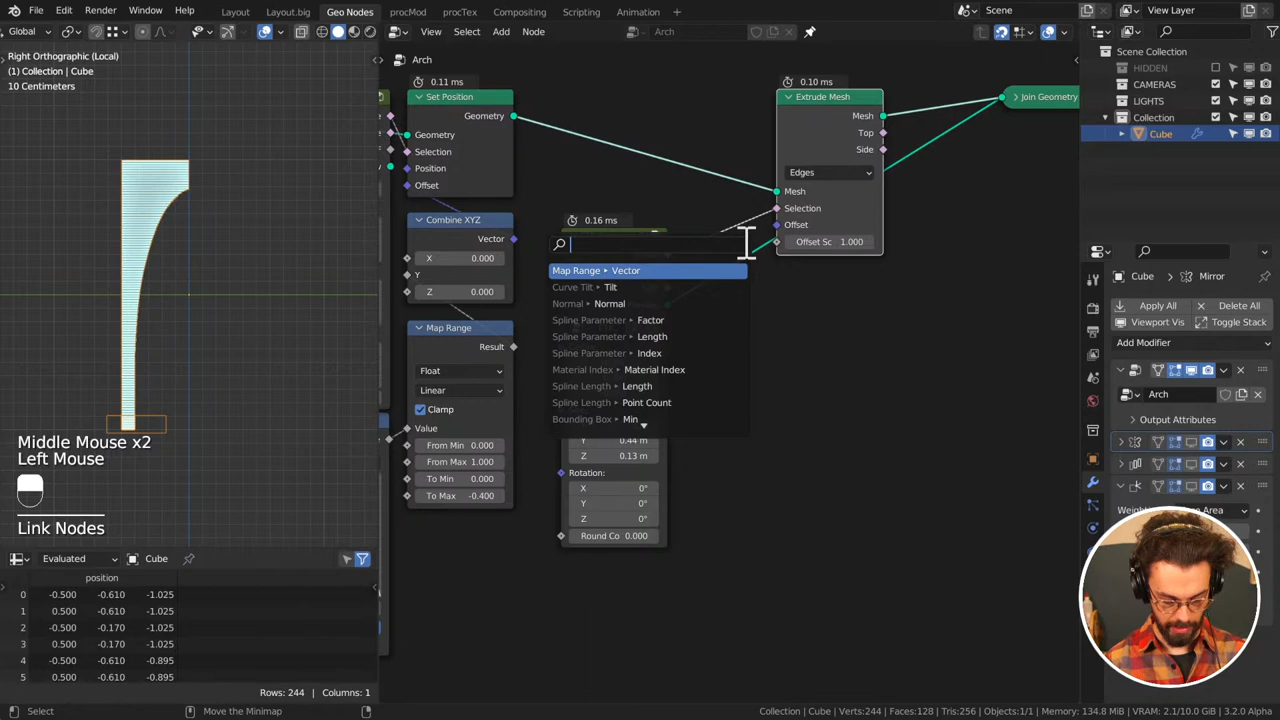 File Edit Render Window Help Layout Layout.big Geo Nodes procMod procTex Compositing Scripting Animation + Scene View Layer
Global View Select Add Node Arch
Right Orthographic (Local)
(1) Collection | Cube
10 Centimeters
Arch
0.11 ms
Set Position
Geometry
Geometry
Selection
Position
Offset
Combine XYZ
Vector
X 0.000
Y
Z 0.000
Map Range
Result
Float
Linear
Clamp
Value
From Min 0.000
From Max 1.000
To Min 0.000
To Max -0.400
0.16 ms
Map Range ▸ Vector
Curve Tilt ▸ Tilt
Normal ▸ Normal
Spline Parameter ▸ Factor
Spline Parameter ▸ Length
Spline Parameter ▸ Index
Material Index ▸ Material Index
Spline Length ▸ Length
Spline Length ▸ Point Count
Bounding Box ▸ Min
Y 0.44 m
Z 0.13 m
Rotation:
X 0°
Y 0°
Z 0°
Round Co 0.000
0.10 ms
Extrude Mesh
Mesh
Top
Side
Edges
Mesh
Selection
Offset
Offset Sc 1.000
Join Geometry
Scene Collection
HIDDEN
CAMERAS
LIGHTS
Collection
Cube
Cube Mirror
Apply All Delete All
Viewport Vis Toggle Stack
Add Modifier
Arch
Output Attributes
Middle Mouse x2
Left Mouse
Link Nodes
Evaluated Cube
position
0 -0.500 -0.610 -1.025
1 0.500 -0.610 -1.025
2 -0.500 -0.170 -1.025
3 0.500 -0.170 -1.025
4 -0.500 -0.610 -0.895
5 0.500 -0.610 -0.895
Rows: 244 | Columns: 1
Select Move the Minimap Collection | Cube | Verts:244 | Faces:128 | Tris:256 | Objects:1/1 | Memory: 134.8 MiB | VRAM: 2.1/10.0 GiB | 3.2.0 Alpha